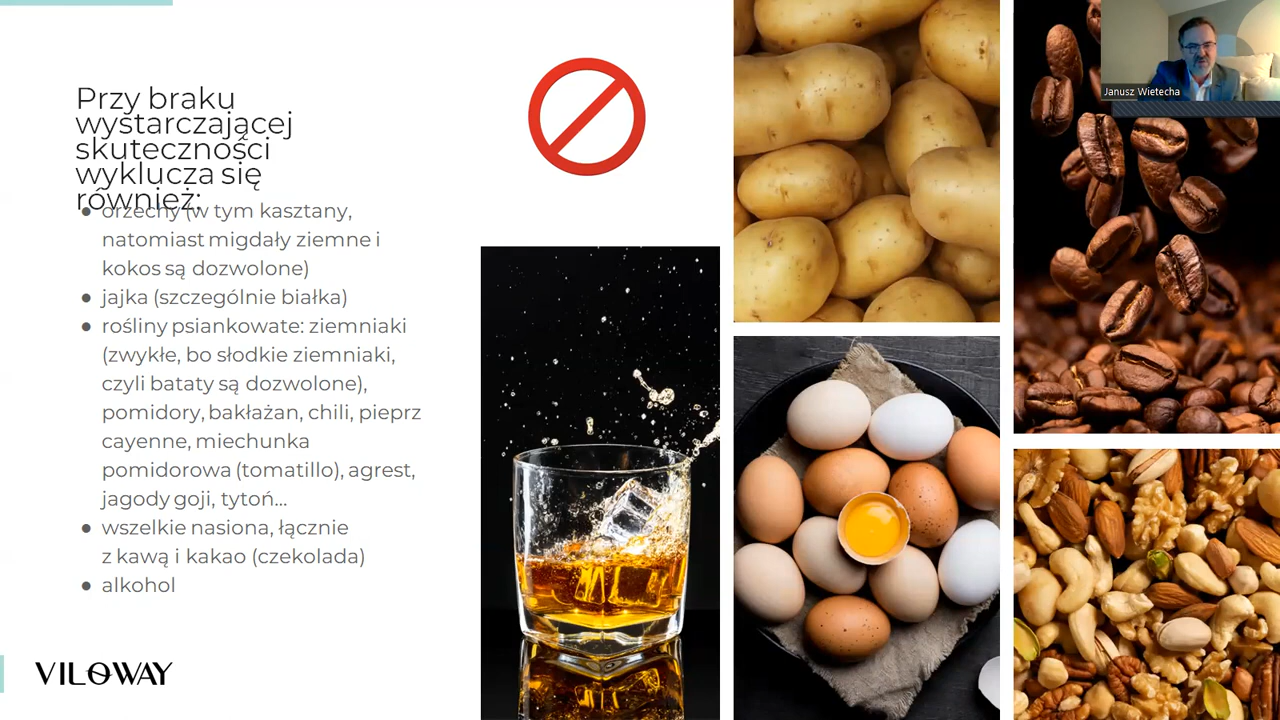 Przy braku
wystarczającej
skuteczności
wyklucza się
również:
● orzechy (w tym kasztany,
natomiast migdały ziemne i
kokos są dozwolone)
● jajka (szczególnie białka)
● rośliny psiankowate: ziemniaki
(zwykłe, bo słodkie ziemniaki,
czyli bataty są dozwolone),
pomidory, bakłażan, chili, pieprz
cayenne, miechunka
pomidorowa (tomatillo), agrest,
jagody goji, tytoń...
● wszelkie nasiona, łącznie
z kawą i kakao (czekolada)
● alkohol
VILOWAY
Janusz Wietecha